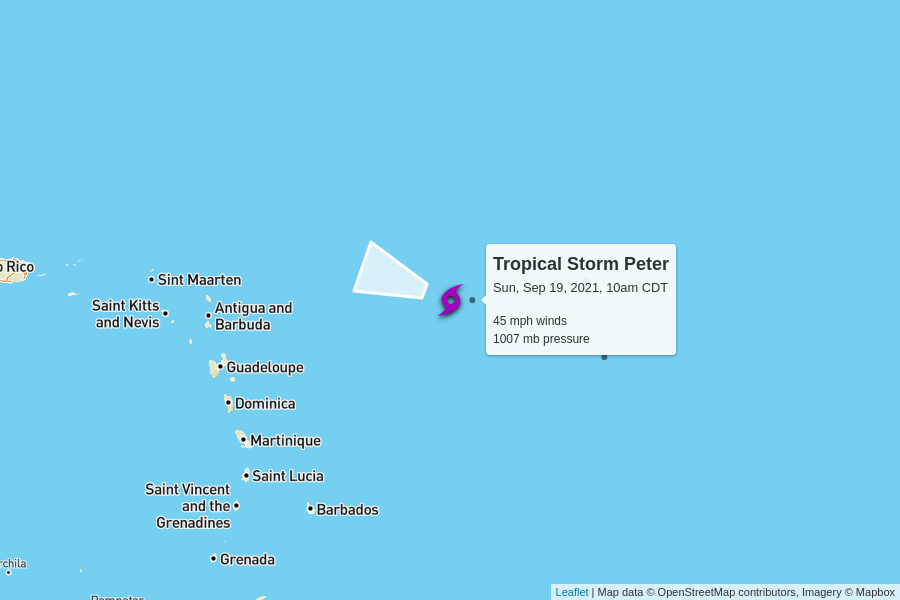 Tropical Storm Peter
Sun, Sep 19, 2021, 10am CDT
45 mph winds
1007 mb pressure
o Rico
Sint Maarten
Saint Kitts
and Nevis
Antigua and
Barbuda
Guadeloupe
Dominica
Martinique
Saint Lucia
Saint Vincent
and the
Grenadines
Barbados
Grenada
rchila
Leaflet | Map data © OpenStreetMap contributors, Imagery © Mapbox